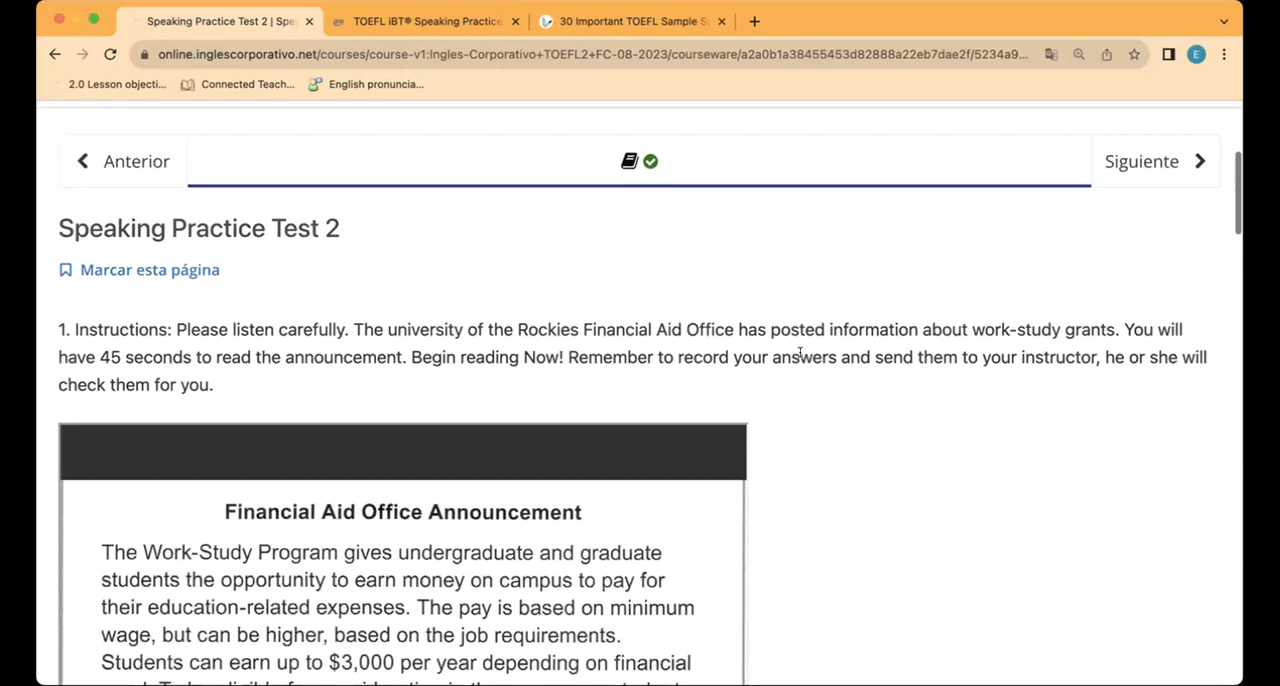 Speaking Practice Test 2 | Spe
TOEFL iBT® Speaking Practice
30 Important TOEFL Sample S
online.inglescorporativo.net/courses/course-v1:Ingles-Corporativo+TOEFL2+FC-08-2023/courseware/a2a0b1a38455453d82888a22eb7dae2f/5234a9...
E
2.0 Lesson objecti...
Connected Teach...
English pronuncia...
Anterior
Siguiente
Speaking Practice Test 2
Marcar esta página
1. Instructions: Please listen carefully. The university of the Rockies Financial Aid Office has posted information about work-study grants. You will
have 45 seconds to read the announcement. Begin reading Now! Remember to record your answers and send them to your instructor, he or she will
check them for you.
Financial Aid Office Announcement
The Work-Study Program gives undergraduate and graduate
students the opportunity to earn money on campus to pay for
their education-related expenses. The pay is based on minimum
wage, but can be higher, based on the job requirements.
Students can earn up to $3,000 per year depending on financial